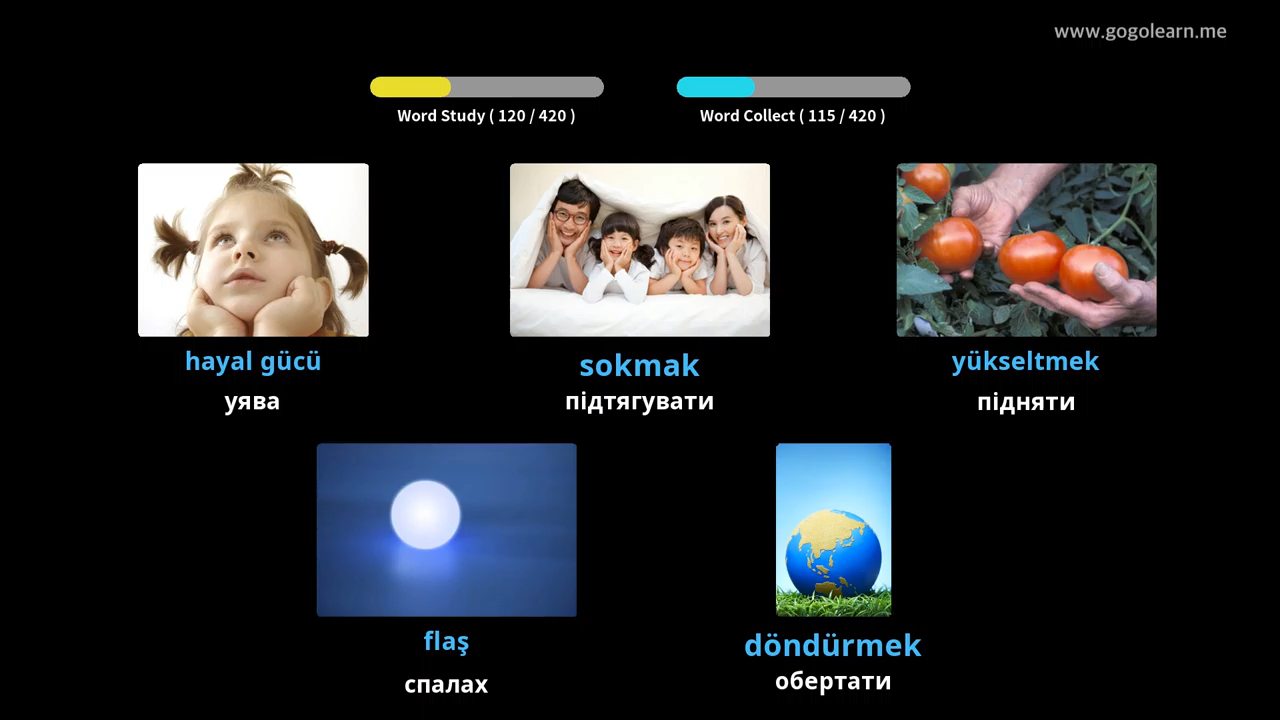 www.gogolearn.me
Word Study ( 120 / 420 )
Word Collect ( 115 / 420 )
hayal gücü
уява
sokmak
підтягувати
yükseltmek
підняти
flaş
спалах
döndürmek
обертати